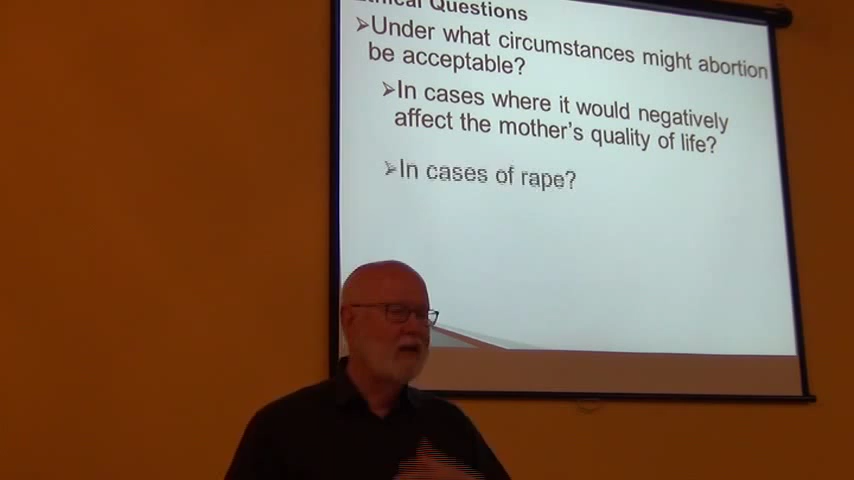 Ethical Questions
➢Under what circumstances might abortion
be acceptable?
➢In cases where it would negatively
affect the mother's quality of life?
➢In cases of rape?